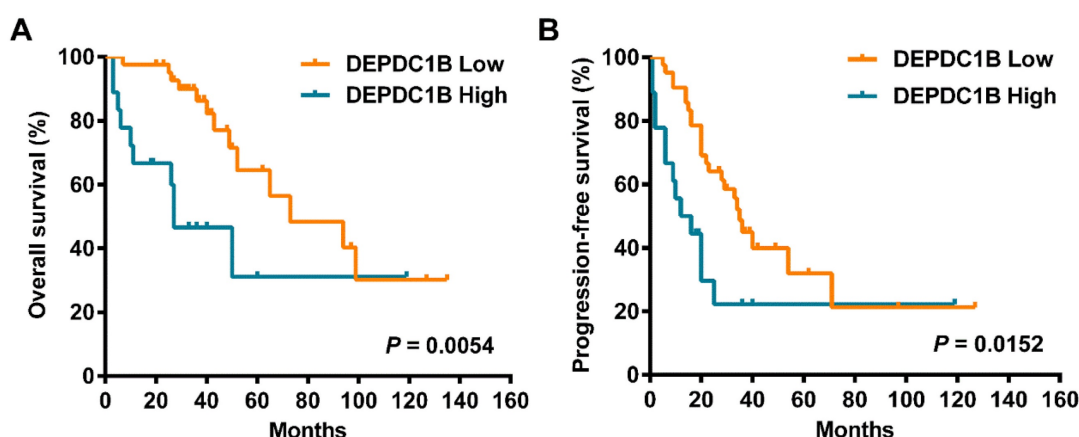 A
Overall survival (%)
100
80
60
40
20
0
DEPDC1B Low
DEPDC1B High
P = 0.0054
0 20 40 60 80 100 120 140 160
Months
B
Progression-free survival (%)
100
80
60
40
20
0
DEPDC1B Low
DEPDC1B High
P = 0.0152
0 20 40 60 80 100 120 140 160
Months